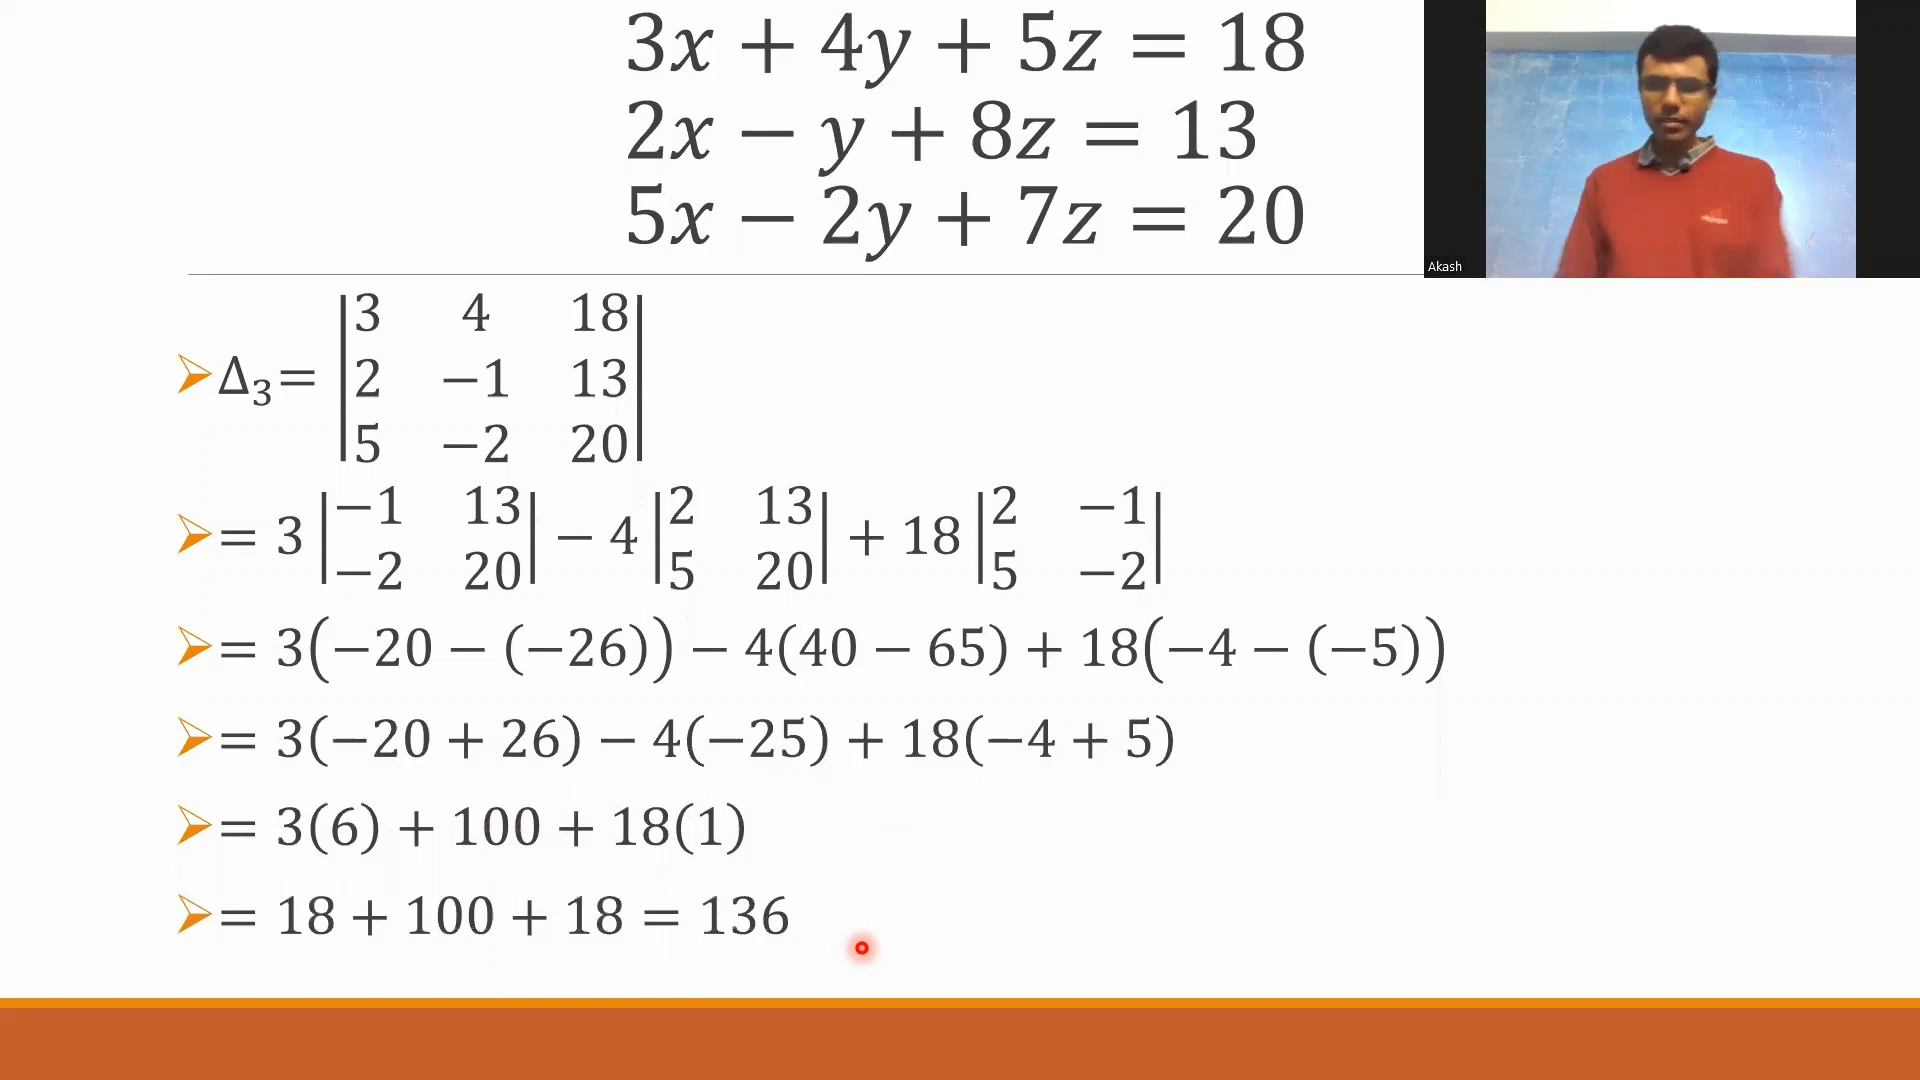 3x + 4y + 5z = 18
2x − y + 8z = 13
5x − 2y + 7z = 20
Akash
Δ₃= |3 4 18|
|2 −1 13|
|5 −2 20|
= 3 |−1 13| − 4 |2 13| + 18 |2 −1|
|−2 20| |5 20| |5 −2|
= 3(−20 − (−26)) − 4(40 − 65) + 18(−4 − (−5))
= 3(−20 + 26) − 4(−25) + 18(−4 + 5)
= 3(6) + 100 + 18(1)
= 18 + 100 + 18 = 136